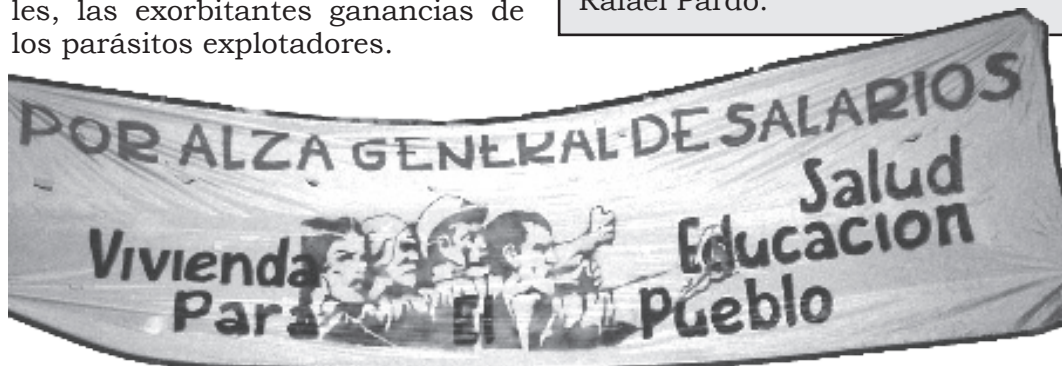 les, las exorbitantes ganancias de
los parásitos explotadores.
Rafael Pardo.
POR ALZA GENERAL DE SALARIOS
Vivienda Salud
Educacion
Para El Pueblo